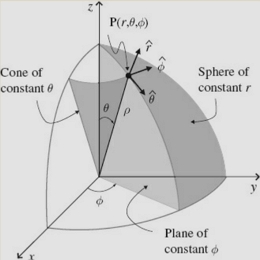 z
P(r,θ,ϕ)
r̂
ϕ̂
θ̂
Cone of
constant θ
Sphere of
constant r
θ
ρ
ϕ
y
x
Plane of
constant ϕ